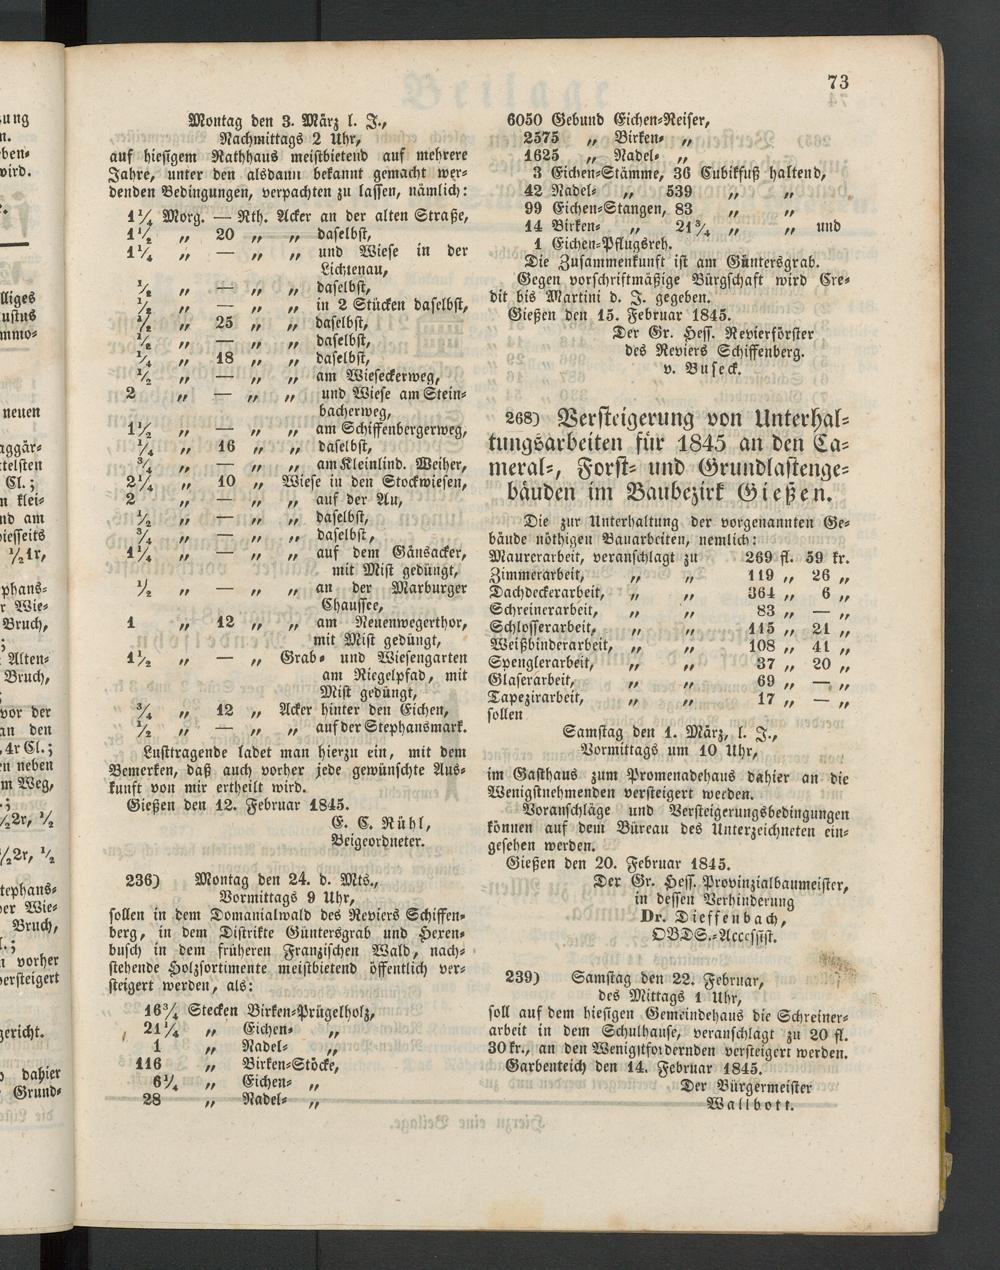 73
Montag den 3. März l. J.,
Nachmittags 2 Uhr,
auf hiesigem Rathhaus meistbietend auf mehrere
Jahre, unter den alsdann bekannt gemacht wer-
denden Bedingungen, verpachten zu lassen, nämlich:
1¼ Morg. — Rth. Acker an der alten Straße,
1½ „ 20 „ „ daselbst,
1¼ „ — „ „ und Wiese in der
Lichtenau,
½ „ — „ „ daselbst,
½ „ — „ „ in 2 Stücken daselbst,
½ „ 25 „ „ daselbst,
½ „ — „ „ daselbst,
¼ „ 18 „ „ daselbst,
½ „ — „ „ am Wieseckerweg,
2 „ — „ „ und Wiese am Stein-
bacherweg,
1½ „ — „ „ am Schiffenbergerweg,
¼ „ 16 „ „ daselbst,
¾ „ — „ „ am Kleinlind. Weiher,
2¼ „ 10 „ Wiese in den Stockwiesen,
2 „ — „ „ auf der Au,
½ „ — „ „ daselbst,
¾ „ — „ „ daselbst,
1¼ „ — „ „ auf dem Gänsacker,
mit Mist gedüngt,
½ „ — „ „ an der Marburger
Chaussee,
1 „ 12 „ „ am Neuenwegerthor,
mit Mist gedüngt,
1½ „ — „ Grab- und Wiesengarten
am Riegelpfad, mit
Mist gedüngt,
¾ „ 12 „ Acker hinter den Eichen,
½ „ — „ „ auf der Stephansmark.
Lusttragende ladet man hierzu ein, mit dem
Bemerken, daß auch vorher jede gewünschte Aus-
kunft von mir ertheilt wird.
Gießen den 12. Februar 1845.
E. C. Rühl,
Beigeordneter.
236) Montag den 24. d. Mts.,
Vormittags 9 Uhr,
sollen in dem Domanialwald des Reviers Schiffen-
berg, in dem Distrikte Güntersgrab und Hexen-
busch in dem früheren Französischen Wald, nach-
stehende Holzsortimente meistbietend öffentlich ver-
steigert werden, als:
16¾ Stecken Birken-Prügelholz,
21¼ „ Eichen- „
1 „ Nadel- „
116 „ Birken-Stöcke,
6¼ „ Eichen- „
28 „ Nadel- „
6050 Gebund Eichen-Reiser,
2575 „ Birken- „
1625 „ Nadel- „
3 Eichen-Stämme, 36 Cubikfuß haltend,
42 Nadel- „ 539 „ „
99 Eichen-Stangen, 83 „ „
14 Birken- „ 21¾ „ „ und
1 Eichen-Pflugsreh.
Die Zusammenkunft ist am Güntersgrab.
Gegen vorschriftmäßige Bürgschaft wird Cre-
dit bis Martini d. J. gegeben.
Gießen den 15. Februar 1845.
Der Gr. Hess. Revierförster
des Reviers Schiffenberg.
v. Buseck.
268) Versteigerung von Unterhal-
tungsarbeiten für 1845 an den Ca-
meral-, Forst- und Grundlastenge-
bäuden im Baubezirk Gießen.
Die zur Unterhaltung der vorgenannten Ge-
bäude nöthigen Bauarbeiten, nemlich:
Maurerarbeit, veranschlagt zu 269 fl. 59 kr.
Zimmerarbeit, „ „ 119 „ 26 „
Dachdeckerarbeit, „ „ 364 „ 6 „
Schreinerarbeit, „ „ 83 „ — „
Schlosserarbeit, „ „ 115 „ 21 „
Weißbinderarbeit, „ „ 108 „ 41 „
Spenglerarbeit, „ „ 37 „ 20 „
Glaserarbeit, „ „ 69 „ — „
Tapezirarbeit, „ „ 17 „ — „
sollen
Samstag den 1. März, l. J.,
Vormittags um 10 Uhr,
im Gasthaus zum Promenadehaus dahier an die
Wenigstnehmenden versteigert werden.
Voranschläge und Versteigerungsbedingungen
können auf dem Büreau des Unterzeichneten ein-
gesehen werden.
Gießen den 20. Februar 1845.
Der Gr. Hess. Provinzialbaumeister,
in dessen Verhinderung
Dr. Dieffenbach,
OBDS.-Accessist.
239) Samstag den 22. Februar,
des Mittags 1 Uhr,
soll auf dem hiesigen Gemeindehaus die Schreiner-
arbeit in dem Schulhause, veranschlagt zu 20 fl.
30 kr., an den Wenigstfordernden versteigert werden.
Garbenteich den 14. Februar 1845.
Der Bürgermeister
Wallbott.